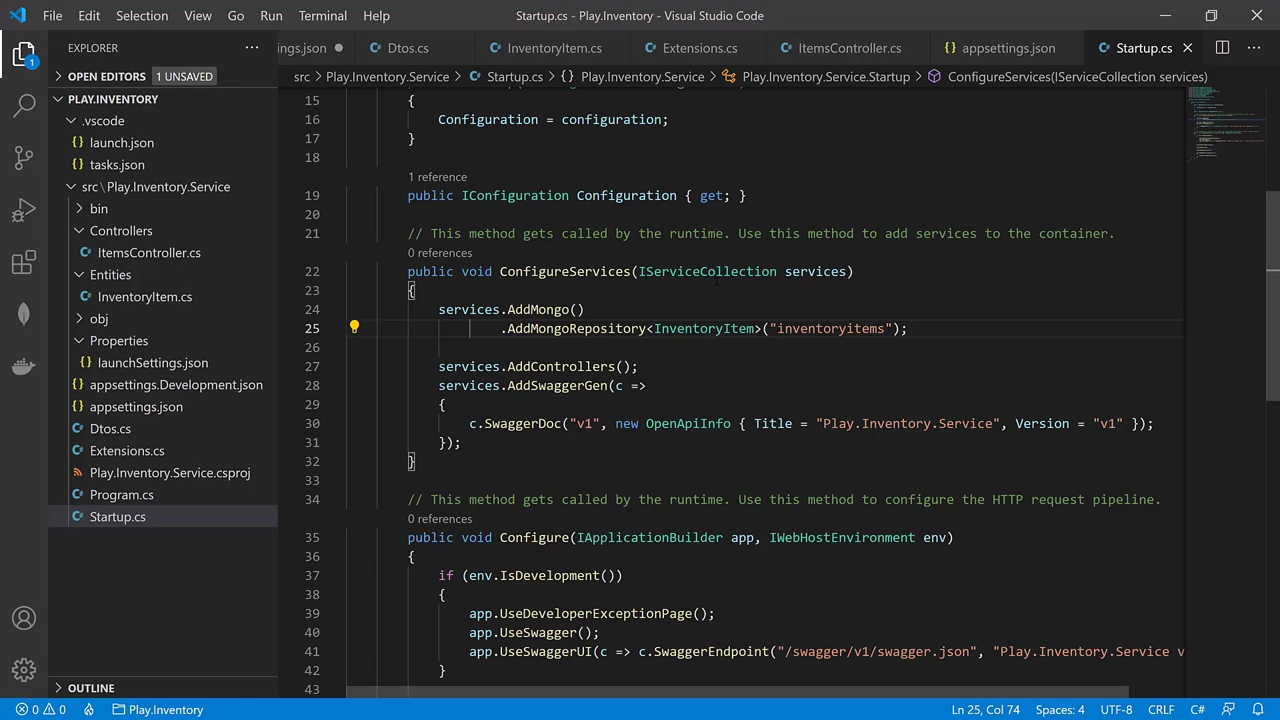 File Edit Selection View Go Run Terminal Help Startup.cs - Play.Inventory - Visual Studio Code
EXPLORER
ngs.json Dtos.cs InventoryItem.cs Extensions.cs ItemsController.cs appsettings.json Startup.cs
OPEN EDITORS 1 UNSAVED
src > Play.Inventory.Service > Startup.cs > {} Play.Inventory.Service > Play.Inventory.Service.Startup > ConfigureServices(IServiceCollection services)
PLAY.INVENTORY
.vscode
launch.json
tasks.json
src\Play.Inventory.Service
bin
Controllers
ItemsController.cs
Entities
InventoryItem.cs
obj
Properties
launchSettings.json
appsettings.Development.json
appsettings.json
Dtos.cs
Extensions.cs
Play.Inventory.Service.csproj
Program.cs
Startup.cs
OUTLINE
15 {
16 Configuration = configuration;
17 }
18
1 reference
19 public IConfiguration Configuration { get; }
20
21 // This method gets called by the runtime. Use this method to add services to the container.
0 references
22 public void ConfigureServices(IServiceCollection services)
23 {
24 services.AddMongo()
25 .AddMongoRepository<InventoryItem>("inventoryitems");
26
27 services.AddControllers();
28 services.AddSwaggerGen(c =>
29 {
30 c.SwaggerDoc("v1", new OpenApiInfo { Title = "Play.Inventory.Service", Version = "v1" });
31 });
32 }
33
34 // This method gets called by the runtime. Use this method to configure the HTTP request pipeline.
0 references
35 public void Configure(IApplicationBuilder app, IWebHostEnvironment env)
36 {
37 if (env.IsDevelopment())
38 {
39 app.UseDeveloperExceptionPage();
40 app.UseSwagger();
41 app.UseSwaggerUI(c => c.SwaggerEndpoint("/swagger/v1/swagger.json", "Play.Inventory.Service v
42 }
43
0 0 Play.Inventory Ln 25, Col 74 Spaces: 4 UTF-8 CRLF C#